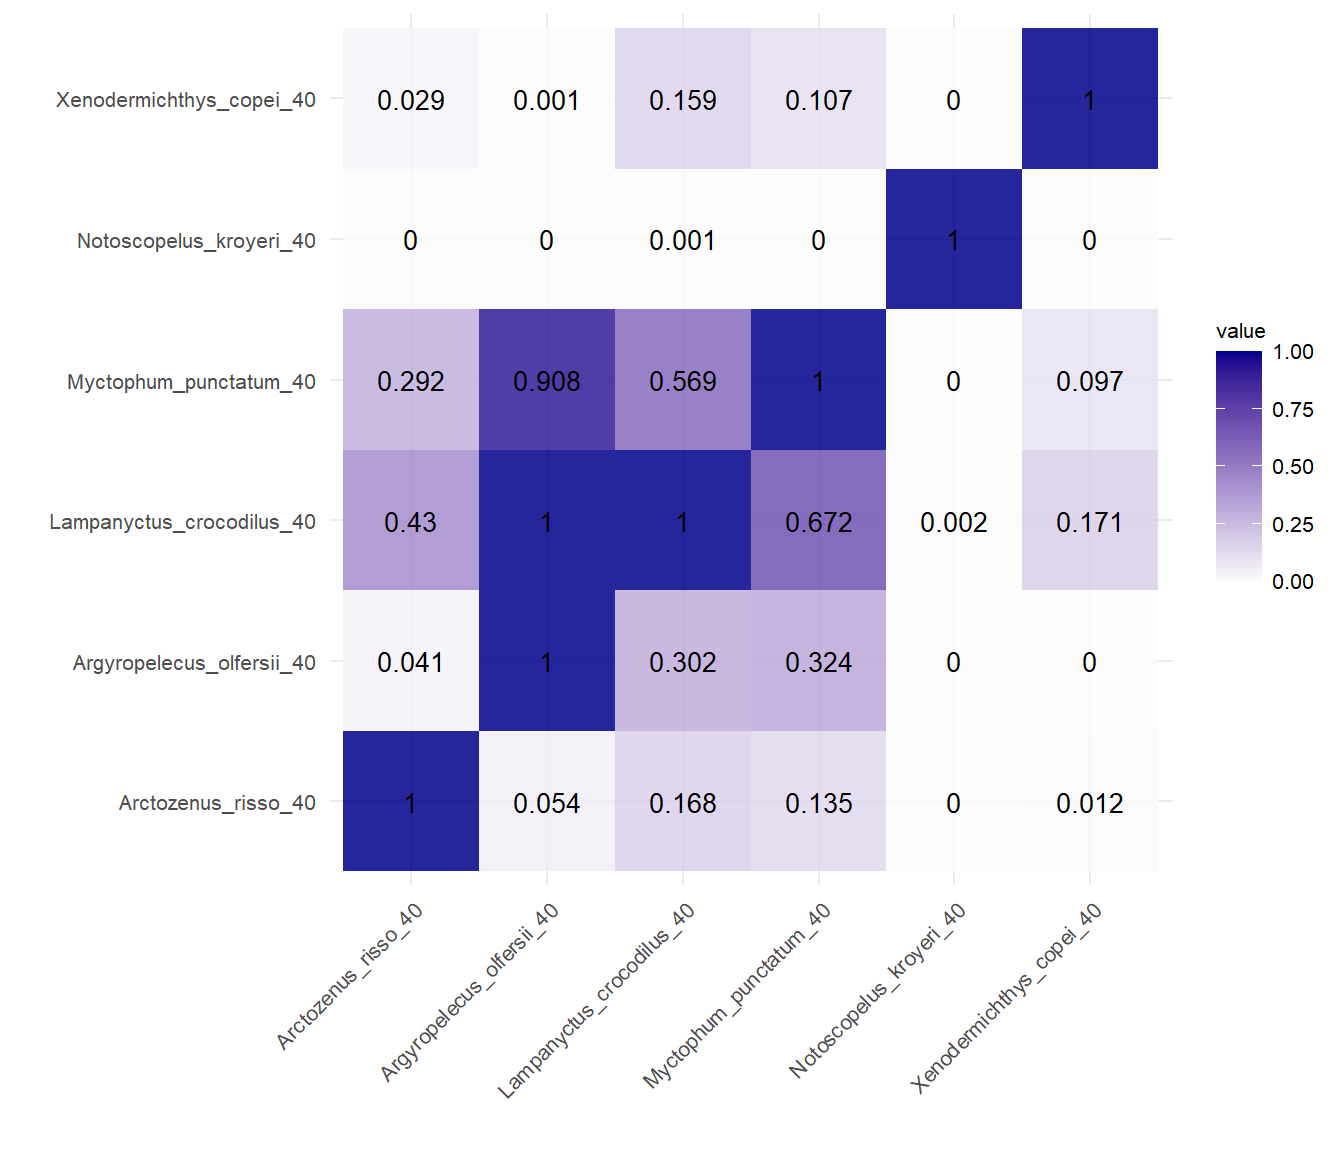 Xenodermichthys_copei_40 0.029 0.001 0.159 0.107 0 1
Notoscopelus_kroyeri_40 0 0 0.001 0 1 0
Myctophum_punctatum_40 0.292 0.908 0.569 1 0 0.097
Lampanyctus_crocodilus_40 0.43 1 1 0.672 0.002 0.171
Argyropelecus_olfersii_40 0.041 1 0.302 0.324 0 0
Arctozenus_risso_40 1 0.054 0.168 0.135 0 0.012
Arctozenus_risso_40
Argyropelecus_olfersii_40
Lampanyctus_crocodilus_40
Myctophum_punctatum_40
Notoscopelus_kroyeri_40
Xenodermichthys_copei_40
value
1.00
0.75
0.50
0.25
0.00